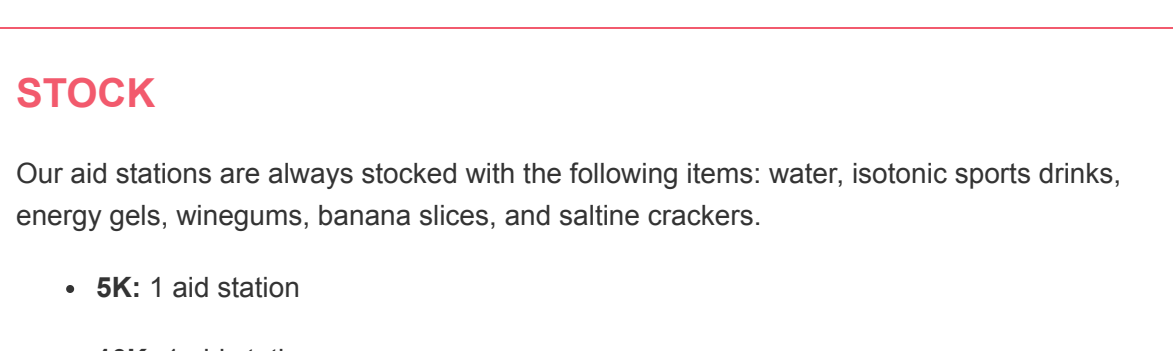 STOCK
Our aid stations are always stocked with the following items: water, isotonic sports drinks,
energy gels, winegums, banana slices, and saltine crackers.
• 5K: 1 aid station